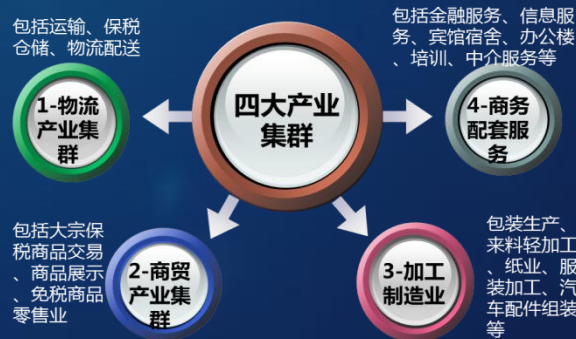 包括运输、保税
仓储、物流配送
1-物流
产业集
群
四大产业
集群
包括金融服务、信息服
务、宾馆宿舍、办公楼
、培训、中介服务等
4-商务
配套服
务
包括大宗保
税商品交易
、商品展示
、免税商品
零售业
2-商贸
产业集
群
3-加工
制造业
包装生产、
来料轻加工
、纸业、服
装加工、汽
车配件组装
等